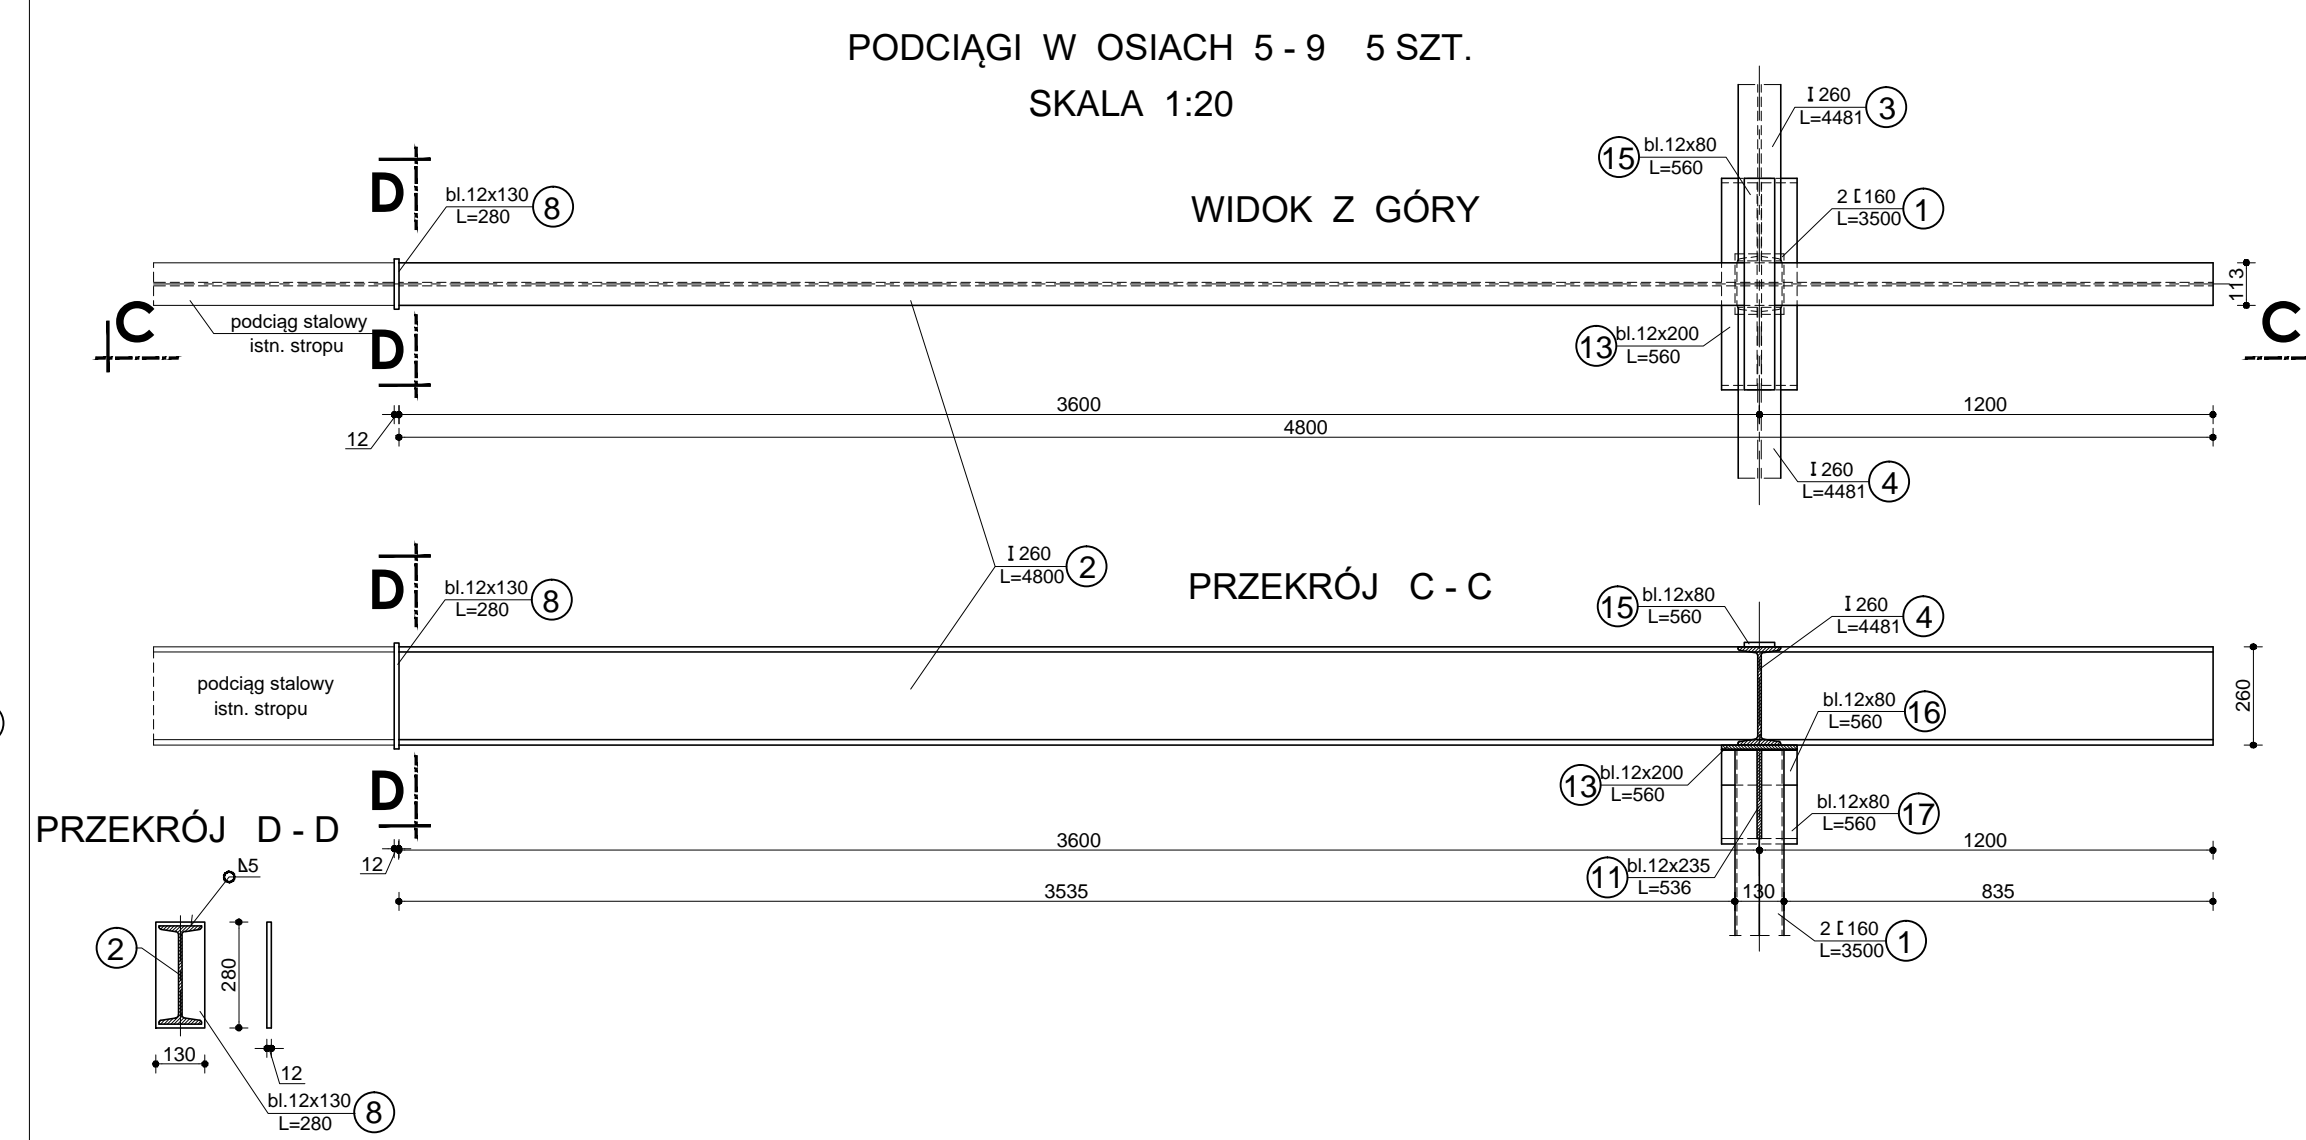 PODCIĄGI W OSIACH 5 - 9 5 SZT.
SKALA 1:20
I 260
L=4481
3
15
bl.12x80
L=560
D
bl.12x130
L=280
8
WIDOK Z GÓRY
2 [ 160
L=3500
1
113
C
podciąg stalowy
istn. stropu
D
13
bl.12x200
L=560
C
3600
1200
12
4800
I 260
L=4481
4
D
I 260
L=4800
2
bl.12x130
L=280
8
PRZEKRÓJ C - C
15
bl.12x80
L=560
I 260
L=4481
4
podciąg stalowy
istn. stropu
260
bl.12x80
L=560
16
D
13
bl.12x200
L=560
bl.12x80
L=560
17
PRZEKRÓJ D - D
3600
1200
12
11
bl.12x235
L=536
3535
130
835
5
2
280
2 [ 160
L=3500
1
130
12
bl.12x130
L=280
8